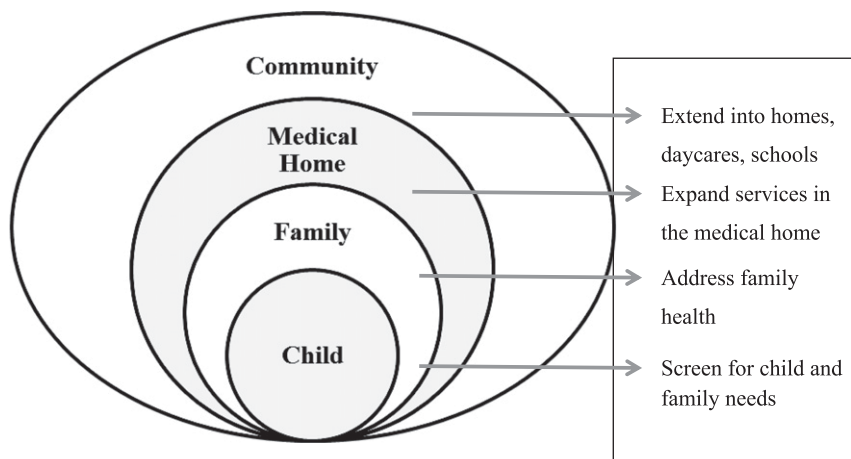 Community
Medical
Home
Family
Child
Extend into homes,
daycares, schools
Expand services in
the medical home
Address family
health
Screen for child and
family needs